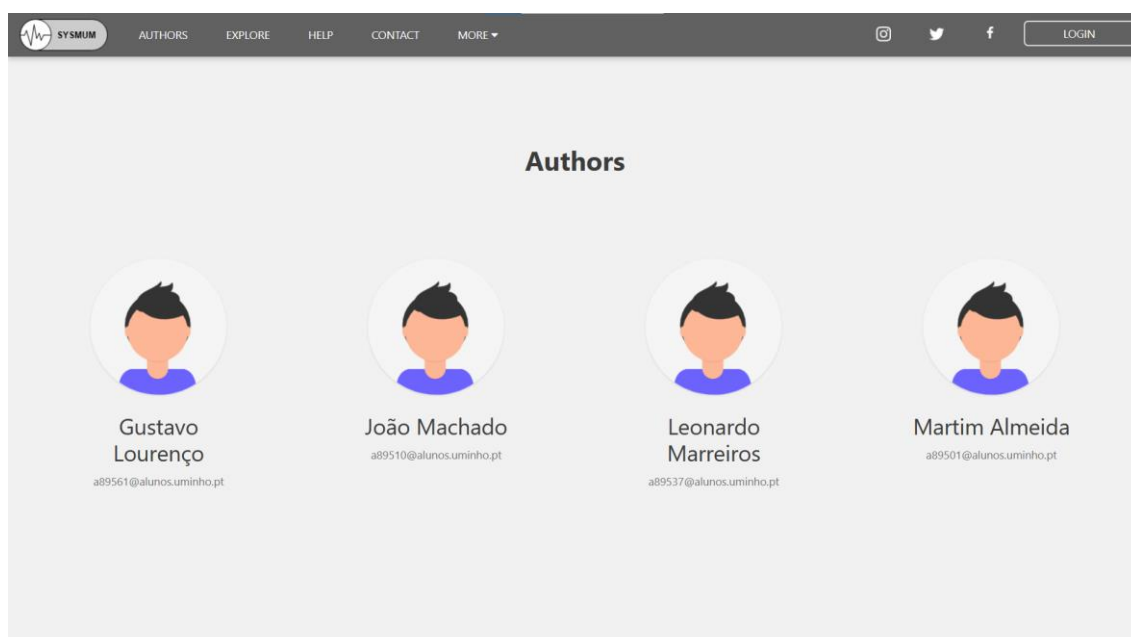 SYSMUM AUTHORS EXPLORE HELP CONTACT MORE LOGIN
Authors
Gustavo
Lourenço
a89561@alunos.uminho.pt
João Machado
a89510@alunos.uminho.pt
Leonardo
Marreiros
a89537@alunos.uminho.pt
Martim Almeida
a89501@alunos.uminho.pt